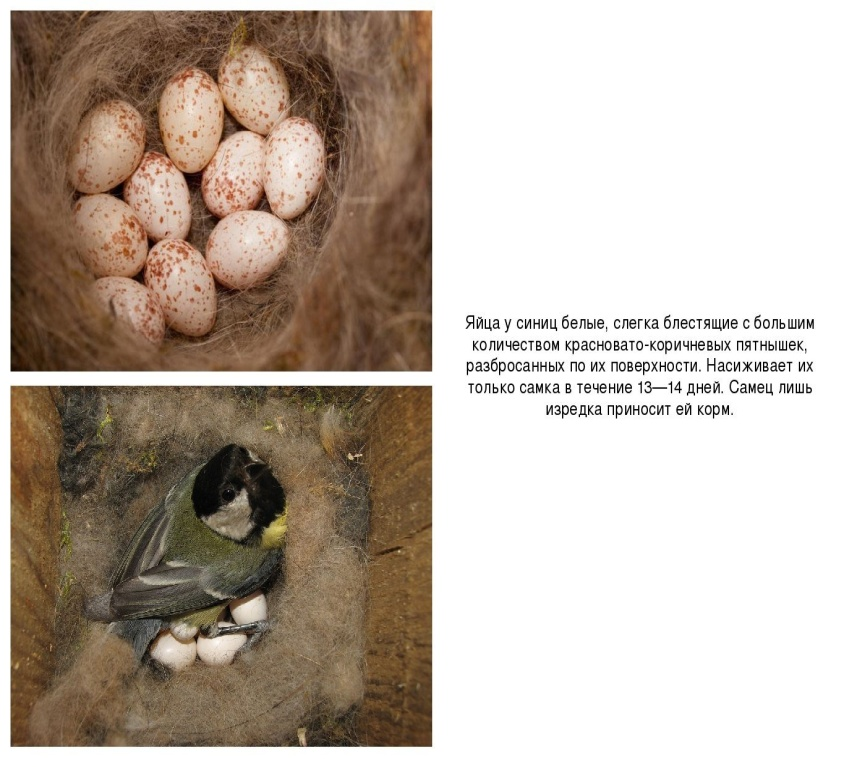 Яйца у синиц белые, слегка блестящие с большим
количеством красновато-коричневых пятнышек,
разбросанных по их поверхности. Насиживает их
только самка в течение 13—14 дней. Самец лишь
изредка приносит ей корм.